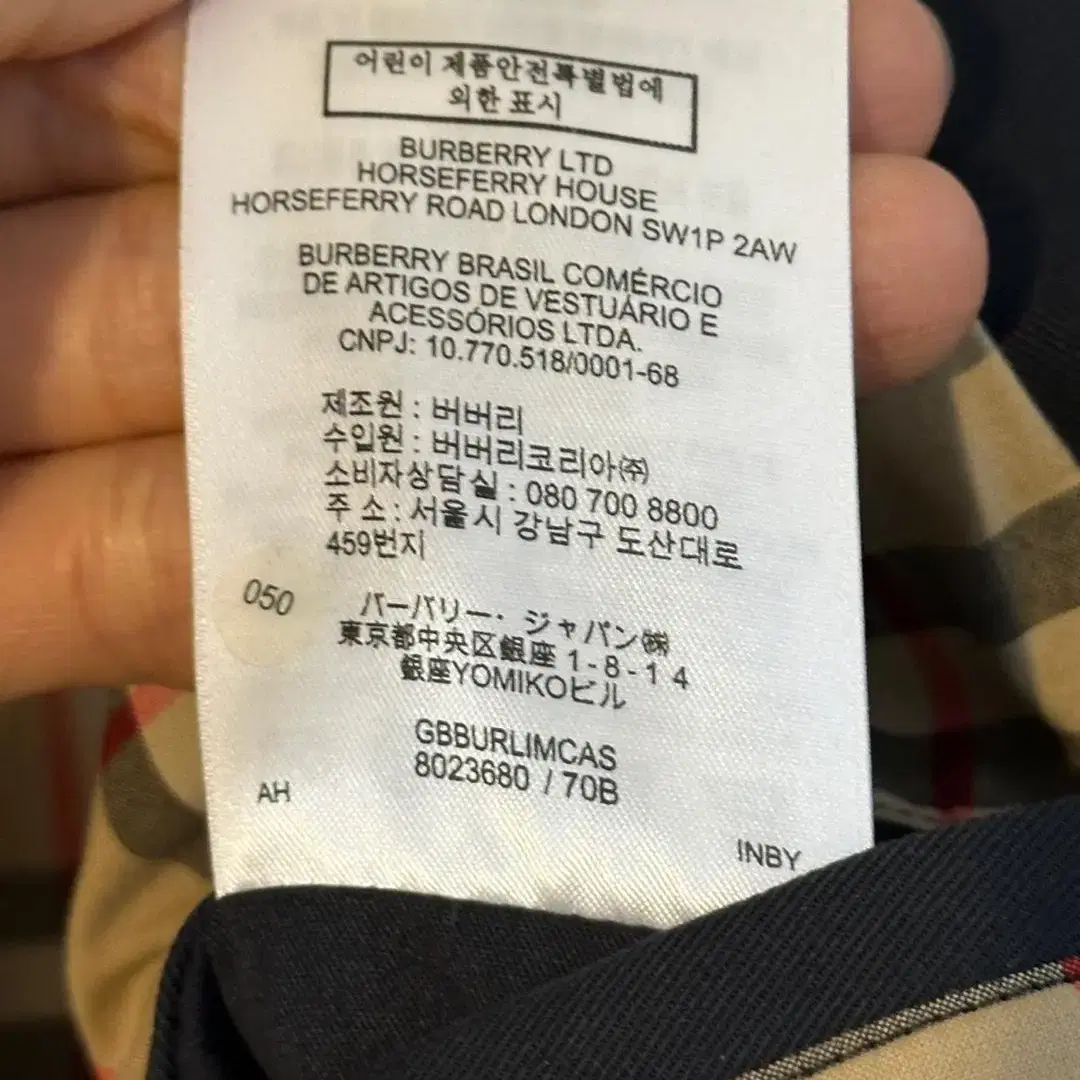 어린이 제품안전특별법에
의한 표시
BURBERRY LTD
HORSEFERRY HOUSE
HORSEFERRY ROAD LONDON SW1P 2AW
BURBERRY BRASIL COMÉRCIO
DE ARTIGOS DE VESTUÁRIO E
ACESSÓRIOS LTDA.
CNPJ: 10.770.518/0001-68
제조원 : 버버리
수입원 : 버버리코리아㈜
소비자상담실 : 080 700 8800
주 소 : 서울시 강남구 도산대로
459번지
050
バーバリー・ジャパン㈱
東京都中央区銀座 1 - 8 - 1 4
銀座YOMIKOビル
GBBURLIMCAS
8023680 / 70B
AH
INBY